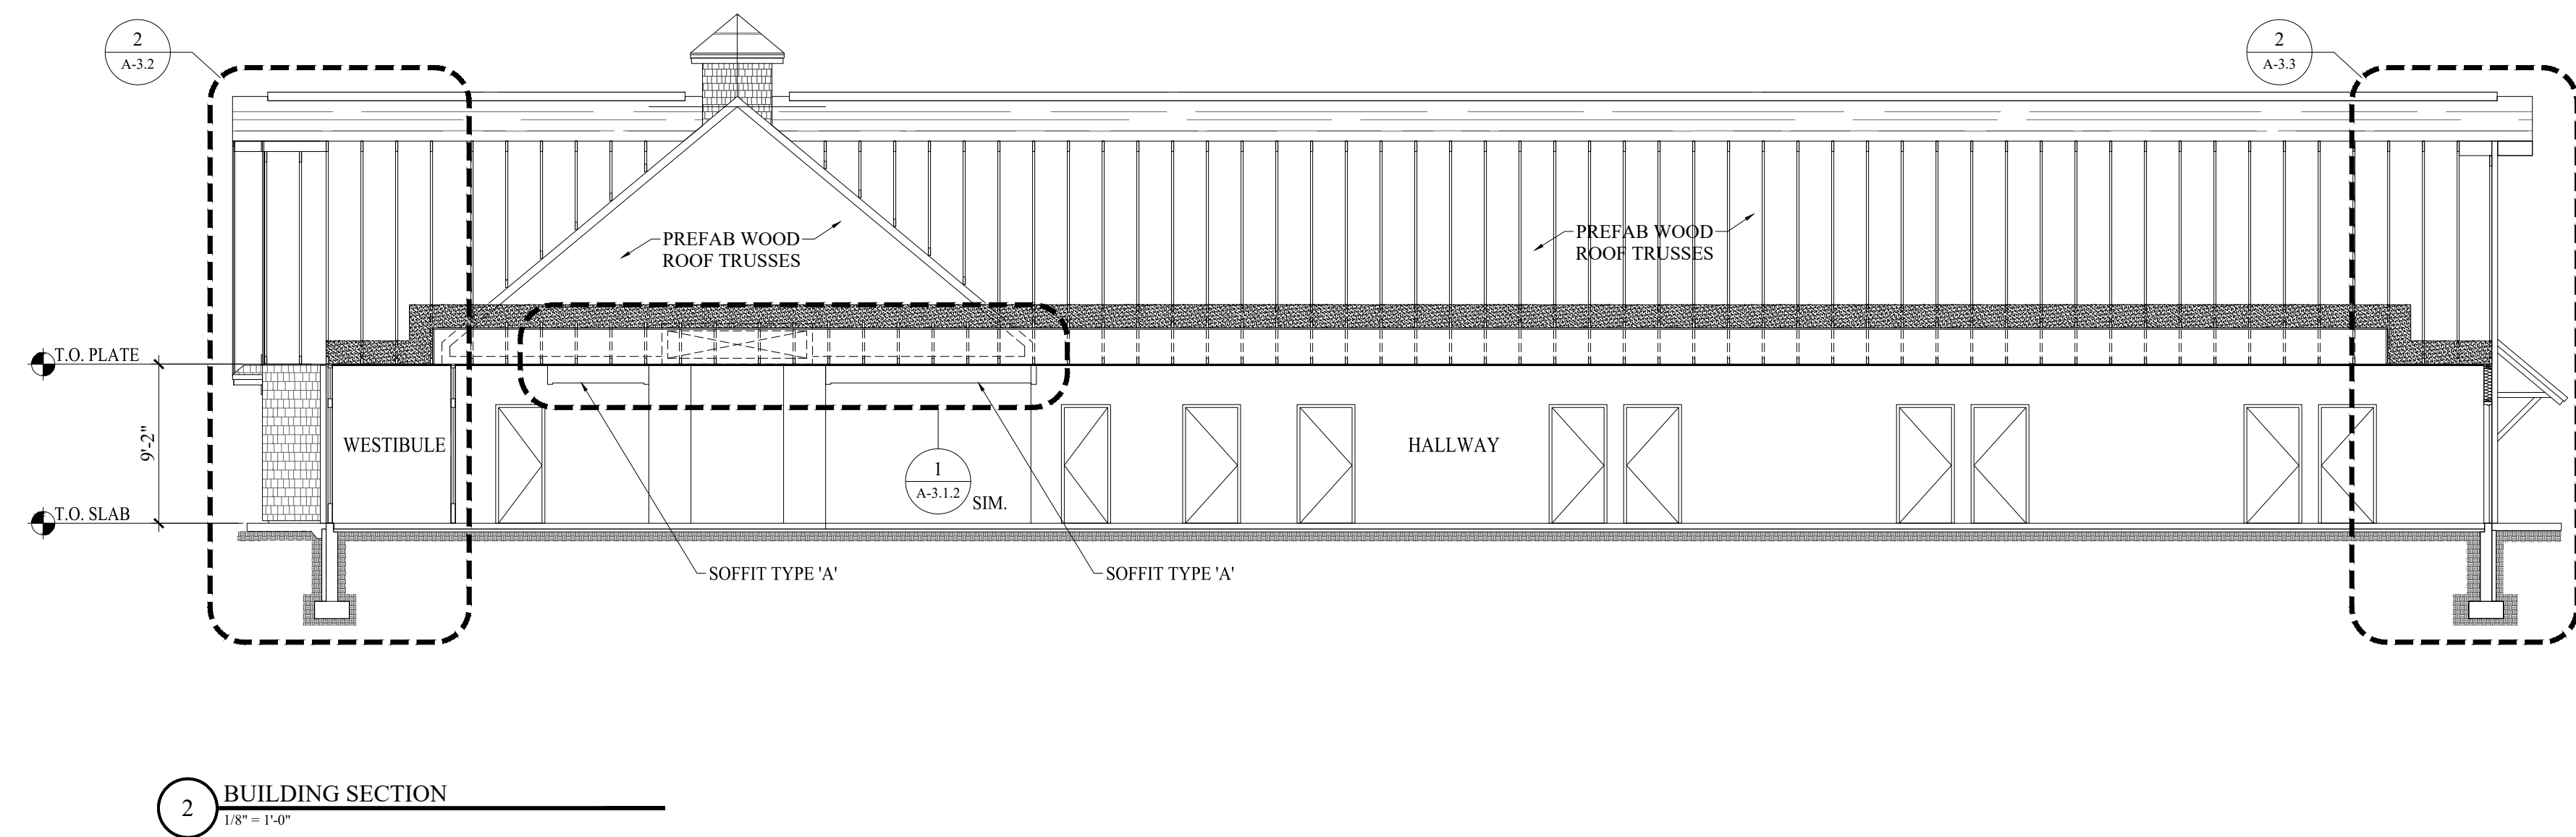 2
A-3.2
2
A-3.3
PREFAB WOOD
ROOF TRUSSES
PREFAB WOOD
ROOF TRUSSES
T.O. PLATE
9'-2"
WESTIBULE
HALLWAY
1
A-3.1.2
SIM.
T.O. SLAB
SOFFIT TYPE 'A'
SOFFIT TYPE 'A'
2
BUILDING SECTION
1/8" = 1'-0"